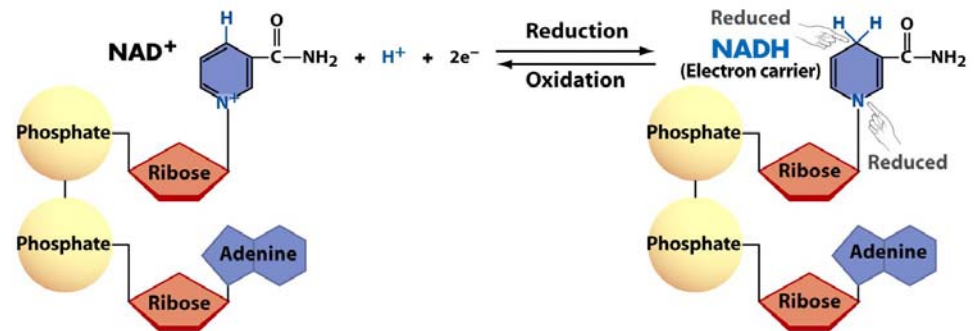 H
O
NAD⁺
C—NH₂ + H⁺ + 2e⁻
N⁺
Phosphate
Ribose
Phosphate
Adenine
Ribose
Reduction
Oxidation
Reduced
H H
O
NADH
(Electron carrier)
C—NH₂
N
Phosphate
Ribose
Reduced
Phosphate
Adenine
Ribose